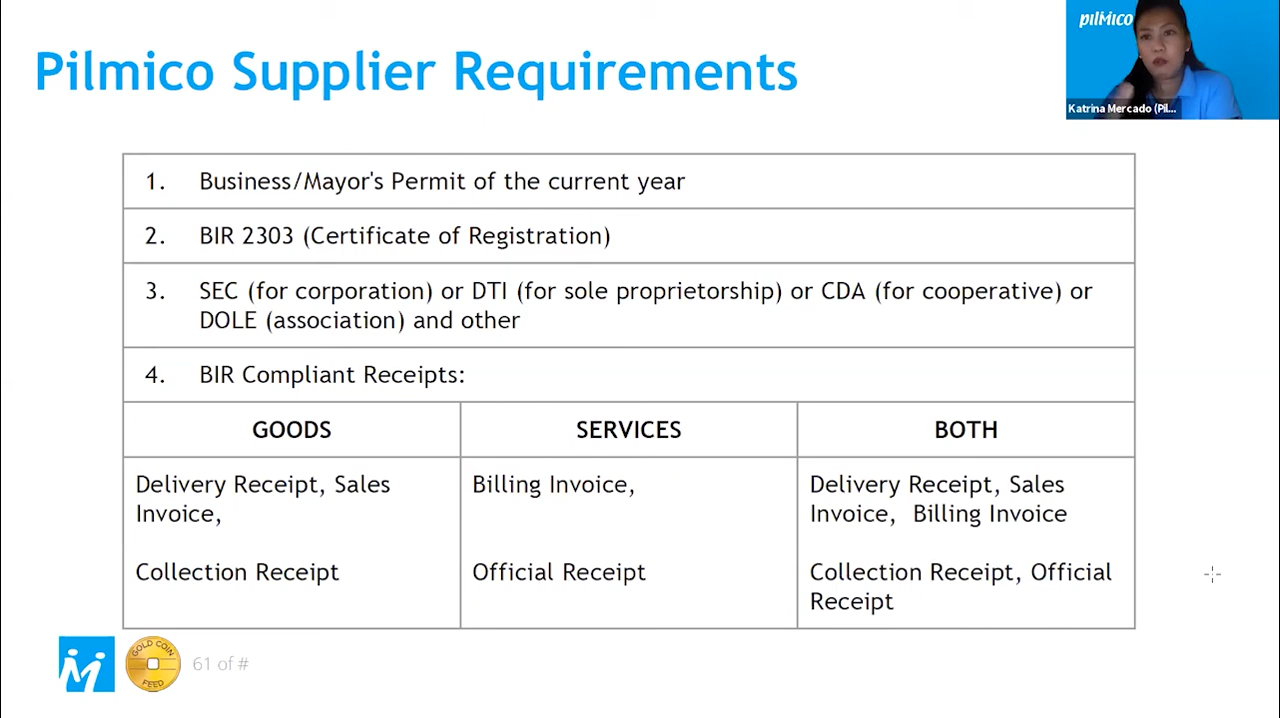 Pilmico Supplier Requirements
pilmico
Katrina Mercado (Pil...
1. Business/Mayor's Permit of the current year
2. BIR 2303 (Certificate of Registration)
3. SEC (for corporation) or DTI (for sole proprietorship) or CDA (for cooperative) or
DOLE (association) and other
4. BIR Compliant Receipts:
GOODS
SERVICES
BOTH
Delivery Receipt, Sales
Invoice,
Collection Receipt
Billing Invoice,
Official Receipt
Delivery Receipt, Sales
Invoice, Billing Invoice
Collection Receipt, Official
Receipt
GOLD COIN
FEED
61 of #